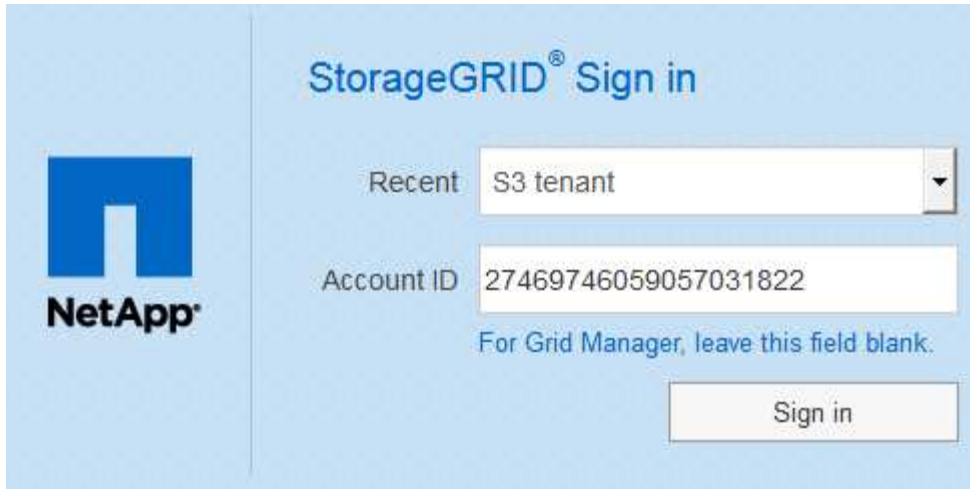 StorageGRID® Sign in
Recent S3 tenant
Account ID 27469746059057031822
For Grid Manager, leave this field blank.
Sign in
NetApp®